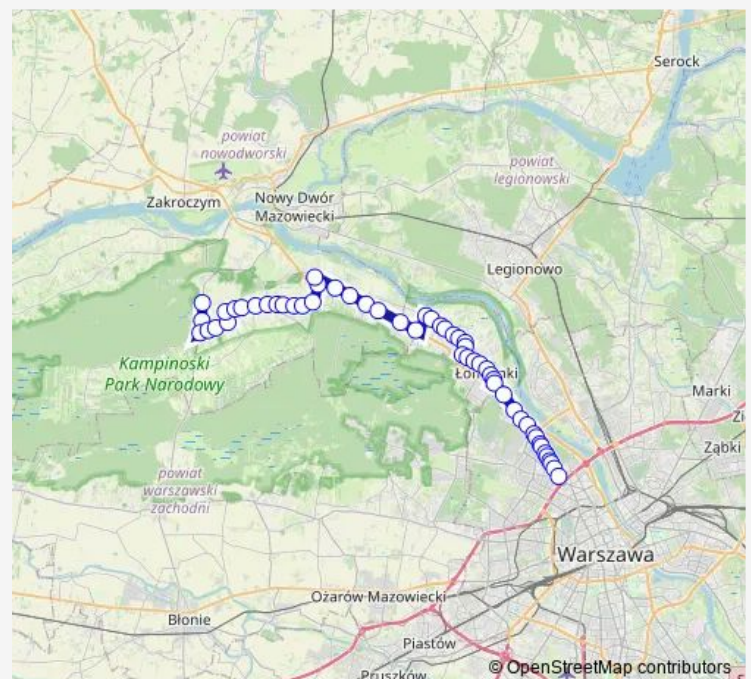 Serock
powiat
nowodworski
powiat
legionowski
Zakroczym
Nowy Dwór
Mazowiecki
Legionowo
Kampinoski
Park Narodowy
Marki
Ząbki
powiat
warszawski
zachodni
Warszawa
Ożarów Mazowiecki
Błonie
Piastów
Pruszków
© OpenStreetMap contributors